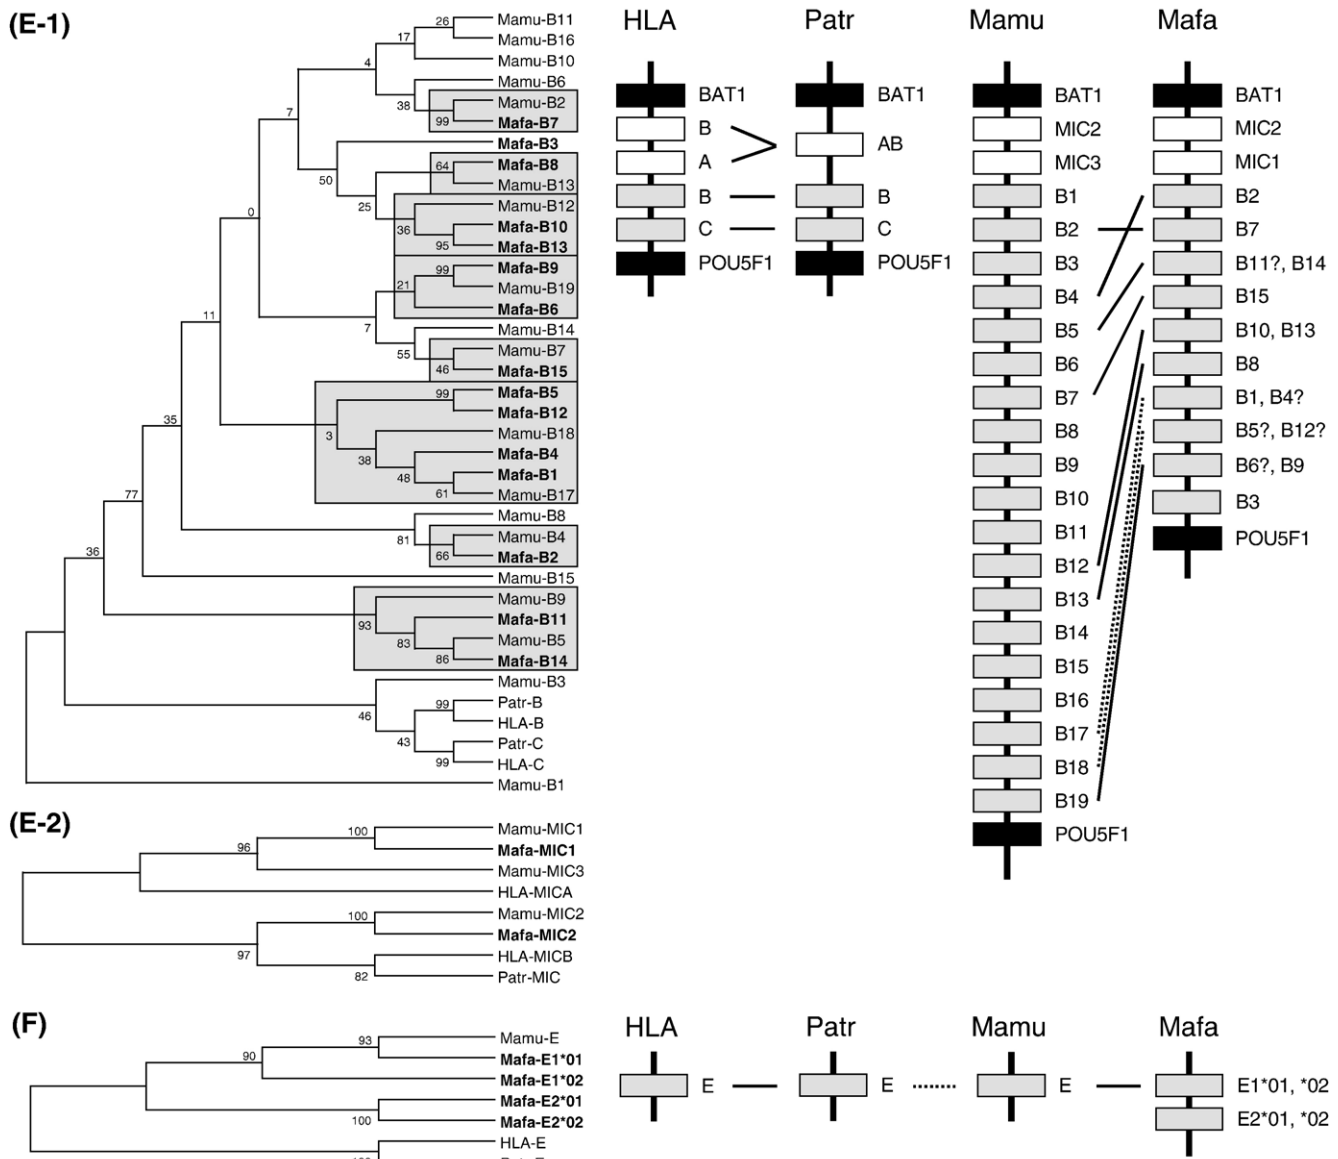 (E-1)
26
17
4
38
99
7
50
64
25
36
95
0
99
21
7
55
46
11
99
3
38
48
61
35
81
66
77
36
93
83
86
46
99
43
99
Mamu-B11
Mamu-B16
Mamu-B10
Mamu-B6
Mamu-B2
Mafa-B7
Mafa-B3
Mafa-B8
Mamu-B13
Mamu-B12
Mafa-B10
Mafa-B13
Mafa-B9
Mamu-B19
Mafa-B6
Mamu-B14
Mamu-B7
Mafa-B15
Mafa-B5
Mafa-B12
Mamu-B18
Mafa-B4
Mafa-B1
Mamu-B17
Mamu-B8
Mamu-B4
Mafa-B2
Mamu-B15
Mamu-B9
Mafa-B11
Mamu-B5
Mafa-B14
Mamu-B3
Patr-B
HLA-B
Patr-C
HLA-C
Mamu-B1
HLA
BAT1
B
A
B
C
POU5F1
Patr
BAT1
AB
B
C
POU5F1
Mamu
BAT1
MIC2
MIC3
B1
B2
B3
B4
B5
B6
B7
B8
B9
B10
B11
B12
B13
B14
B15
B16
B17
B18
B19
POU5F1
Mafa
BAT1
MIC2
MIC1
B2
B7
B11?, B14
B15
B10, B13
B8
B1, B4?
B5?, B12?
B6?, B9
B3
POU5F1
(E-2)
100
96
100
97
82
Mamu-MIC1
Mafa-MIC1
Mamu-MIC3
HLA-MICA
Mamu-MIC2
Mafa-MIC2
HLA-MICB
Patr-MIC
(F)
93
90
100
Mamu-E
Mafa-E1*01
Mafa-E1*02
Mafa-E2*01
Mafa-E2*02
HLA-E
HLA
E
Patr
E
Mamu
E
Mafa
E1*01, *02
E2*01, *02